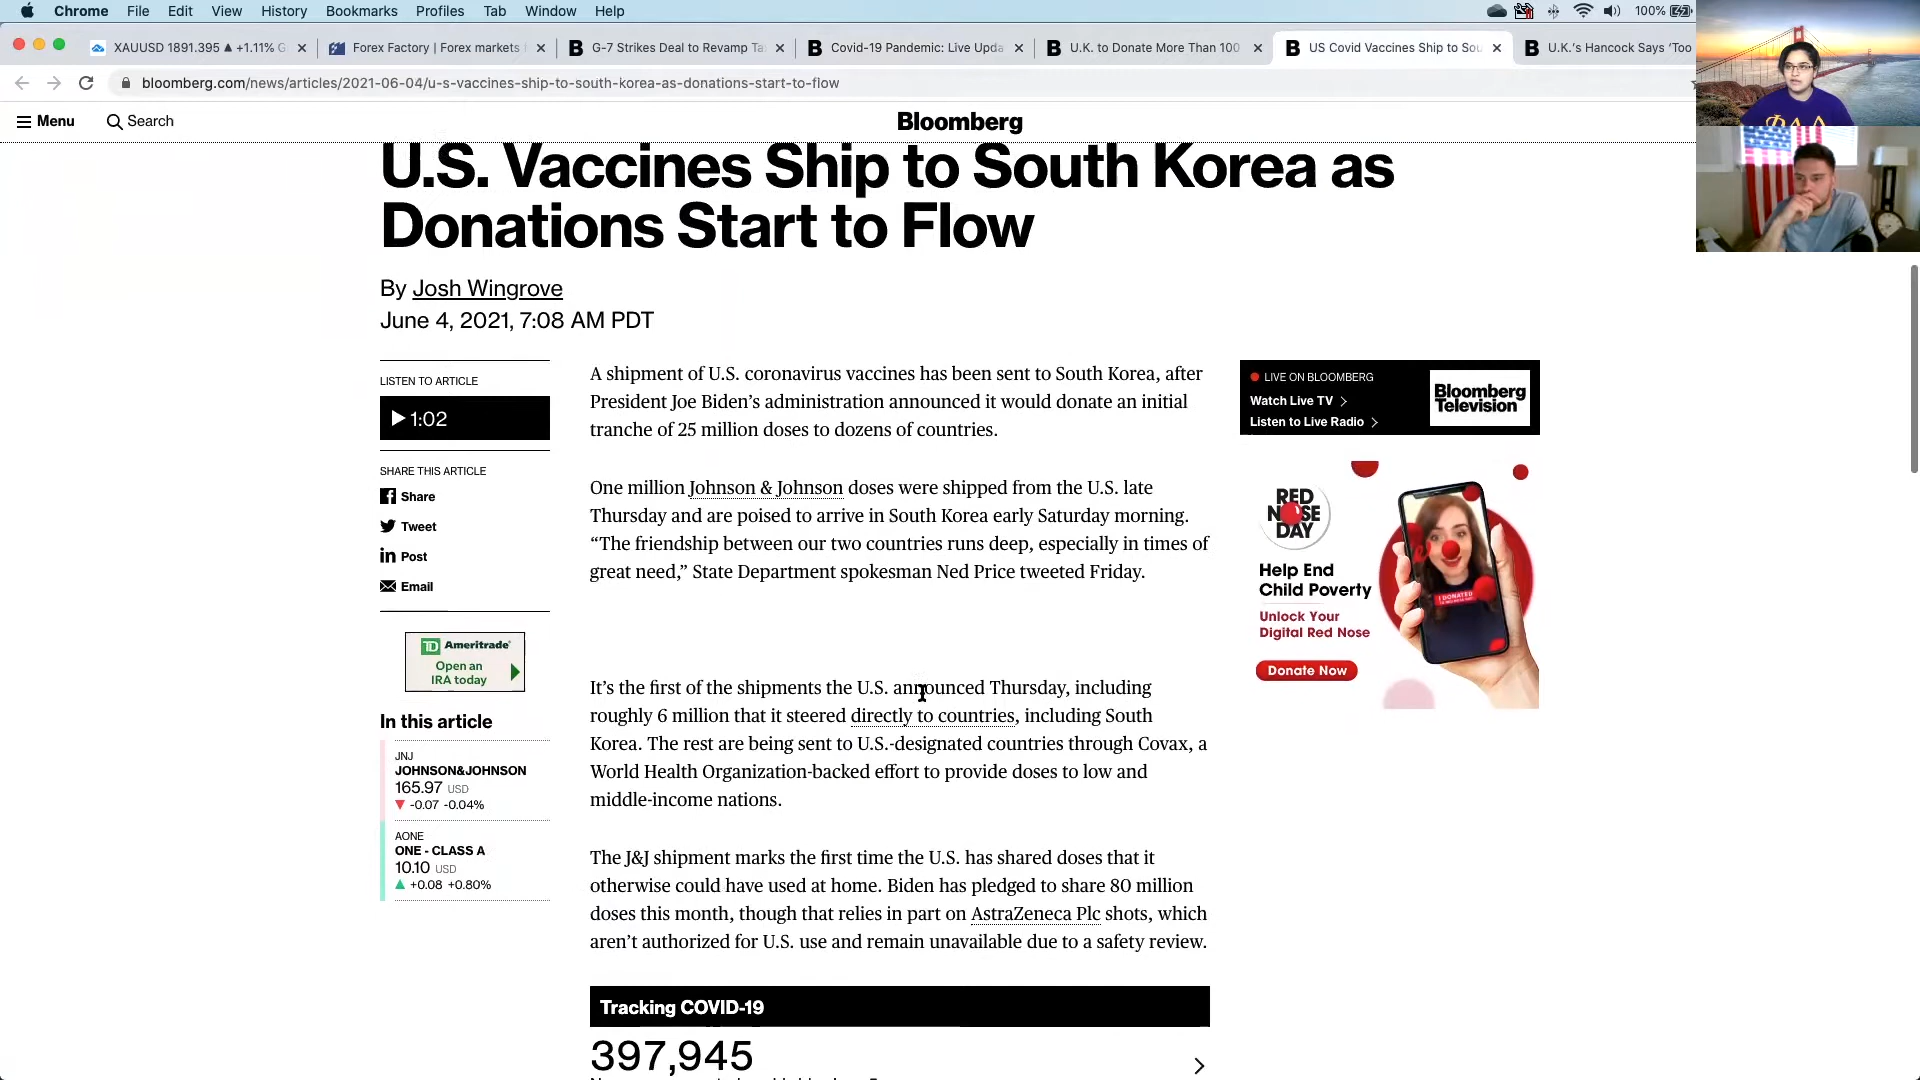 Chrome File Edit View History Bookmarks Profiles Tab Window Help
100%
XAUUSD 1891.395 ▲ +1.11% G
Forex Factory | Forex markets
G-7 Strikes Deal to Revamp Ta
Covid-19 Pandemic: Live Upda
U.K. to Donate More Than 100
US Covid Vaccines Ship to Sou
U.K.'s Hancock Says 'Too
bloomberg.com/news/articles/2021-06-04/u-s-vaccines-ship-to-south-korea-as-donations-start-to-flow
Menu
Search
Bloomberg
U.S. Vaccines Ship to South Korea as
Donations Start to Flow
By Josh Wingrove
June 4, 2021, 7:08 AM PDT
LISTEN TO ARTICLE
1:02
SHARE THIS ARTICLE
Share
Tweet
Post
Email
TD Ameritrade
Open an
IRA today
In this article
JNJ
JOHNSON&JOHNSON
165.97 USD
▼ -0.07 -0.04%
AONE
ONE - CLASS A
10.10 USD
▲ +0.08 +0.80%
A shipment of U.S. coronavirus vaccines has been sent to South Korea, after
President Joe Biden’s administration announced it would donate an initial
tranche of 25 million doses to dozens of countries.
One million Johnson & Johnson doses were shipped from the U.S. late
Thursday and are poised to arrive in South Korea early Saturday morning.
“The friendship between our two countries runs deep, especially in times of
great need,” State Department spokesman Ned Price tweeted Friday.
It’s the first of the shipments the U.S. announced Thursday, including
roughly 6 million that it steered directly to countries, including South
Korea. The rest are being sent to U.S.-designated countries through Covax, a
World Health Organization-backed effort to provide doses to low and
middle-income nations.
The J&J shipment marks the first time the U.S. has shared doses that it
otherwise could have used at home. Biden has pledged to share 80 million
doses this month, though that relies in part on AstraZeneca Plc shots, which
aren’t authorized for U.S. use and remain unavailable due to a safety review.
Tracking COVID-19
397,945
LIVE ON BLOOMBERG
Watch Live TV
Listen to Live Radio
Bloomberg
Television
RED
NOSE
DAY
Help End
Child Poverty
Unlock Your
Digital Red Nose
Donate Now
I DONATED
ΦΔΔ